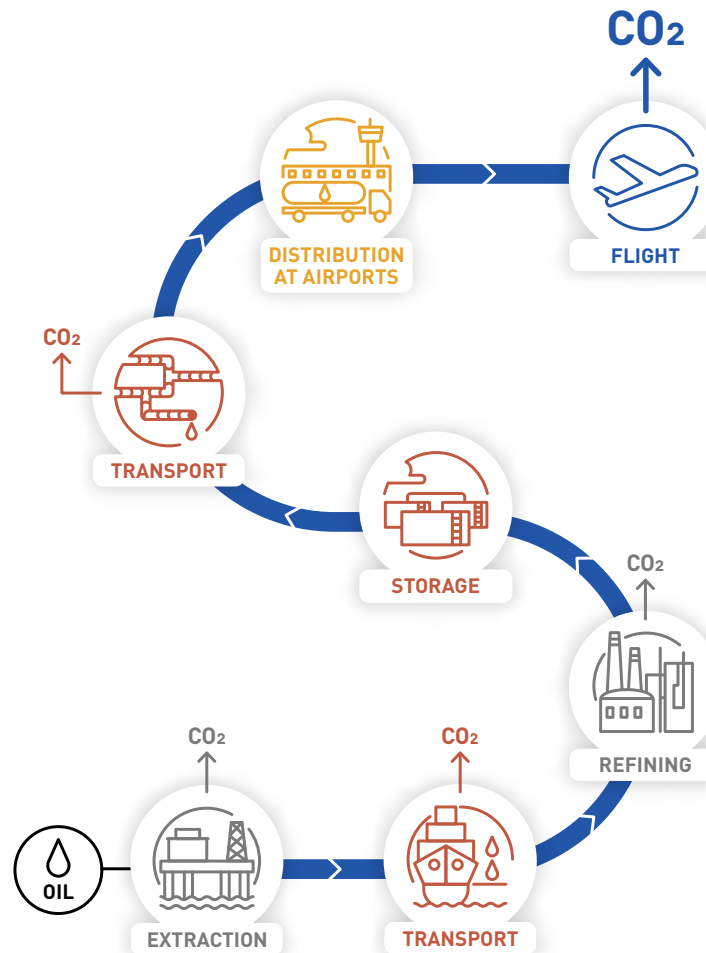 CO₂
DISTRIBUTION
AT AIRPORTS
FLIGHT
CO₂
TRANSPORT
STORAGE
CO₂
REFINING
CO₂
CO₂
OIL
EXTRACTION
TRANSPORT